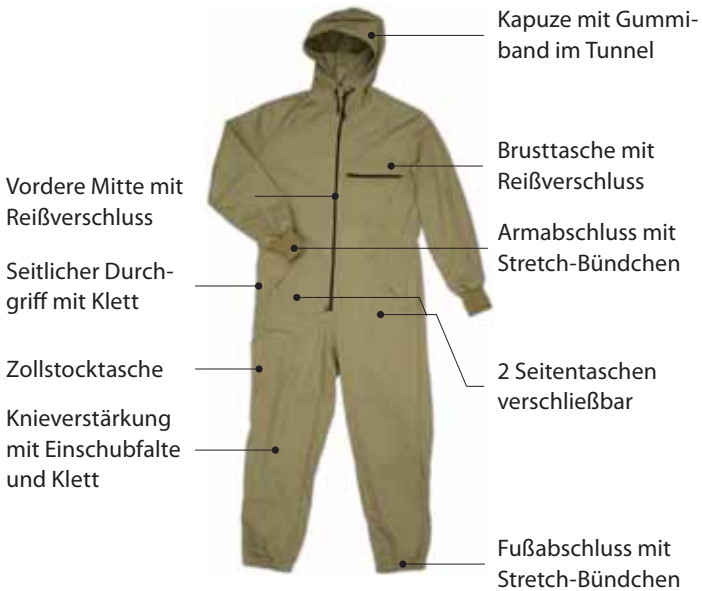 Kapuze mit Gummi-
band im Tunnel
Brusttasche mit
Reißverschluss
Vordere Mitte mit
Reißverschluss
Armabschluss mit
Stretch-Bündchen
Seitlicher Durch-
griff mit Klett
Zollstocktasche
2 Seitentaschen
verschließbar
Knieverstärkung
mit Einschubfalte
und Klett
Fußabschluss mit
Stretch-Bündchen